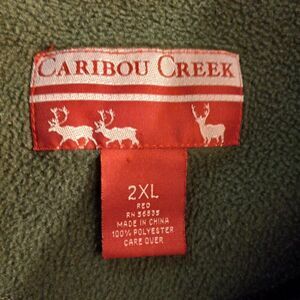 CARIBOU CREEK
2XL
RED
RN 56835
MADE IN CHINA
100% POLYESTER
CARE OVER